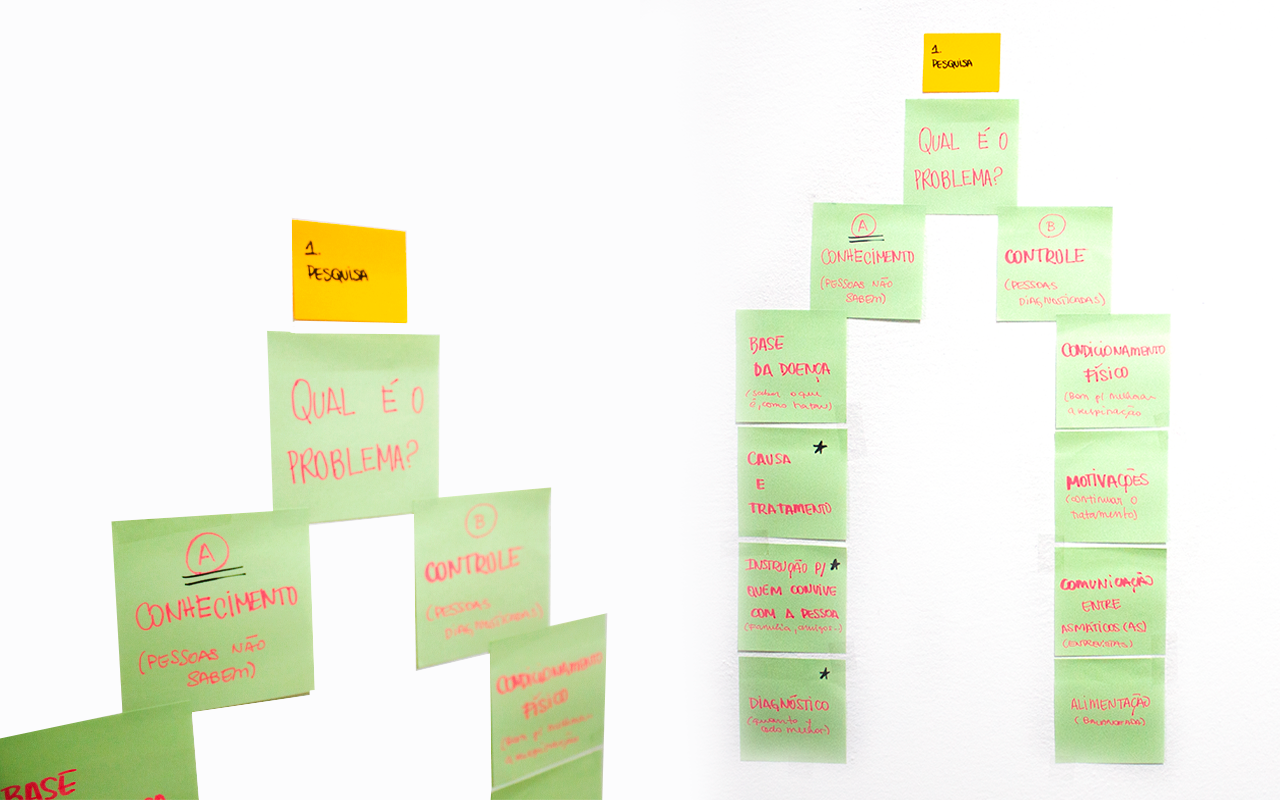 1.
PESQUISA
QUAL É O
PROBLEMA?
A
CONHECIMENTO
(PESSOAS NÃO
SABEM)
B
CONTROLE
(PESSOAS
DIAGNOSTICADAS)
CONDICIONAMENTO
FÍSICO
(Bom p/ melhorar
a respiração
BASE
1.
PESQUISA
QUAL É O
PROBLEMA?
A
CONHECIMENTO
(PESSOAS NÃO
SABEM)
B
CONTROLE
(PESSOAS
DIAGNOSTICADAS)
BASE
DA DOENÇA
(saber o que
é, como tratar)
CAUSA *
E
TRATAMENTO
INSTRUÇÃO P/ *
QUEM CONVIVE
COM A PESSOA
(família, amigos..)
*
DIAGNÓSTICO
(quanto +
cedo melhor)
CONDICIONAMENTO
FÍSICO
(Bom p/ melhorar
a respiração
MOTIVAÇÕES
(continuar o
tratamento)
COMUNICAÇÃO
ENTRE
ASMÁTICOS(AS)
(ENTREVISTAS)
ALIMENTAÇÃO
(BALANCEADA)